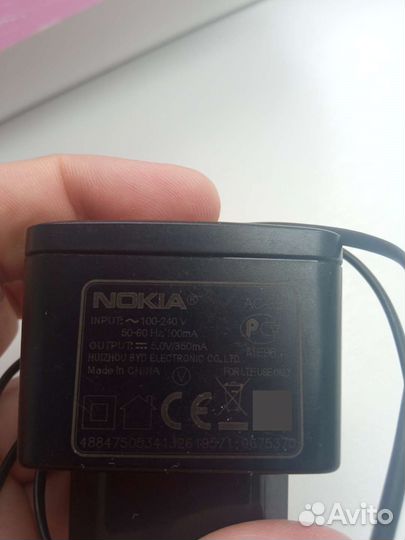 NOKIA®
INPUT: ~100-240 V
50-60 Hz/100mA
OUTPUT: 5.0V/350mA
HUIZHOU BYD ELECTRONIC CO., LTD.
Made in CHINA
V
FOR I.T.E USE ONLY
CE
Avito